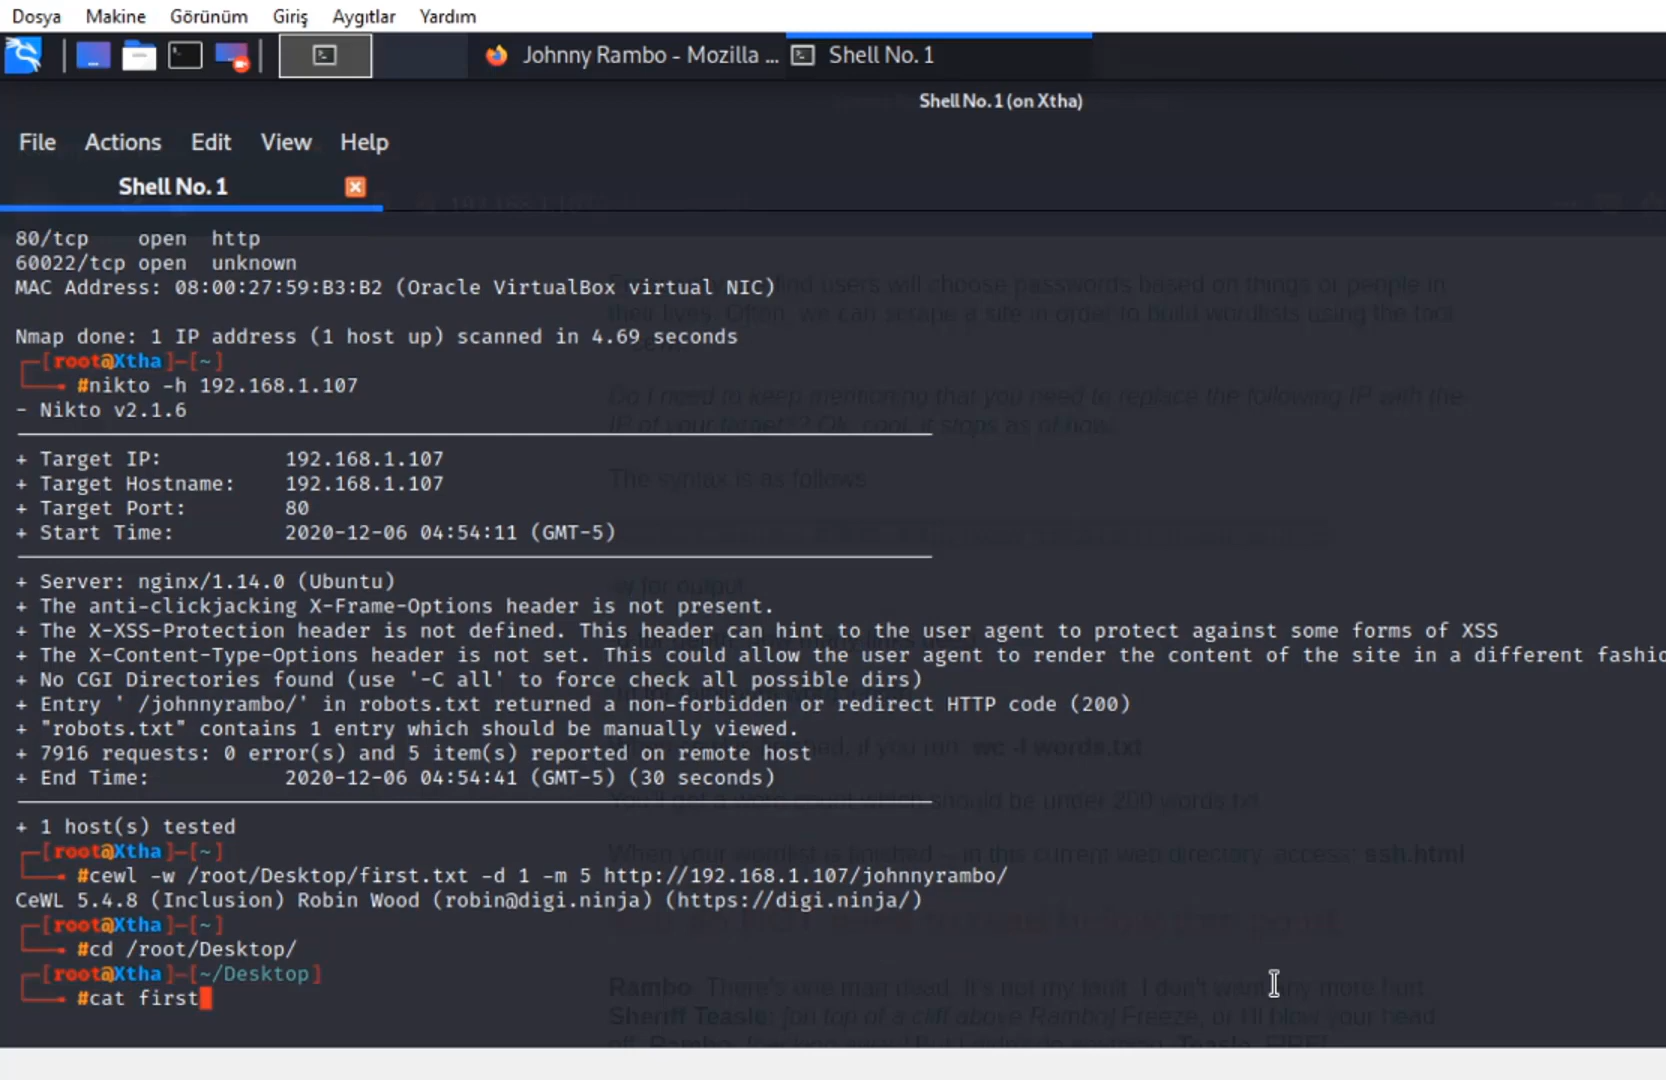 Dosya Makine Görünüm Giriş Aygıtlar Yardım
Johnny Rambo - Mozilla ... Shell No. 1
Shell No. 1 (on Xtha)
File Actions Edit View Help
Shell No. 1
80/tcp open http
60022/tcp open unknown
MAC Address: 08:00:27:59:B3:B2 (Oracle VirtualBox virtual NIC)
Nmap done: 1 IP address (1 host up) scanned in 4.69 seconds
[root@Xtha]-[~]
#nikto -h 192.168.1.107
- Nikto v2.1.6
+ Target IP: 192.168.1.107
+ Target Hostname: 192.168.1.107
+ Target Port: 80
+ Start Time: 2020-12-06 04:54:11 (GMT-5)
+ Server: nginx/1.14.0 (Ubuntu)
+ The anti-clickjacking X-Frame-Options header is not present.
+ The X-XSS-Protection header is not defined. This header can hint to the user agent to protect against some forms of XSS
+ The X-Content-Type-Options header is not set. This could allow the user agent to render the content of the site in a different fashio
+ No CGI Directories found (use '-C all' to force check all possible dirs)
+ Entry ' /johnnyrambo/' in robots.txt returned a non-forbidden or redirect HTTP code (200)
+ "robots.txt" contains 1 entry which should be manually viewed.
+ 7916 requests: 0 error(s) and 5 item(s) reported on remote host
+ End Time: 2020-12-06 04:54:41 (GMT-5) (30 seconds)
+ 1 host(s) tested
[root@Xtha]-[~]
#cewl -w /root/Desktop/first.txt -d 1 -m 5 http://192.168.1.107/johnnyrambo/
CeWL 5.4.8 (Inclusion) Robin Wood (robin@digi.ninja) (https://digi.ninja/)
[root@Xtha]-[~]
#cd /root/Desktop/
[root@Xtha]-[~/Desktop]
#cat first